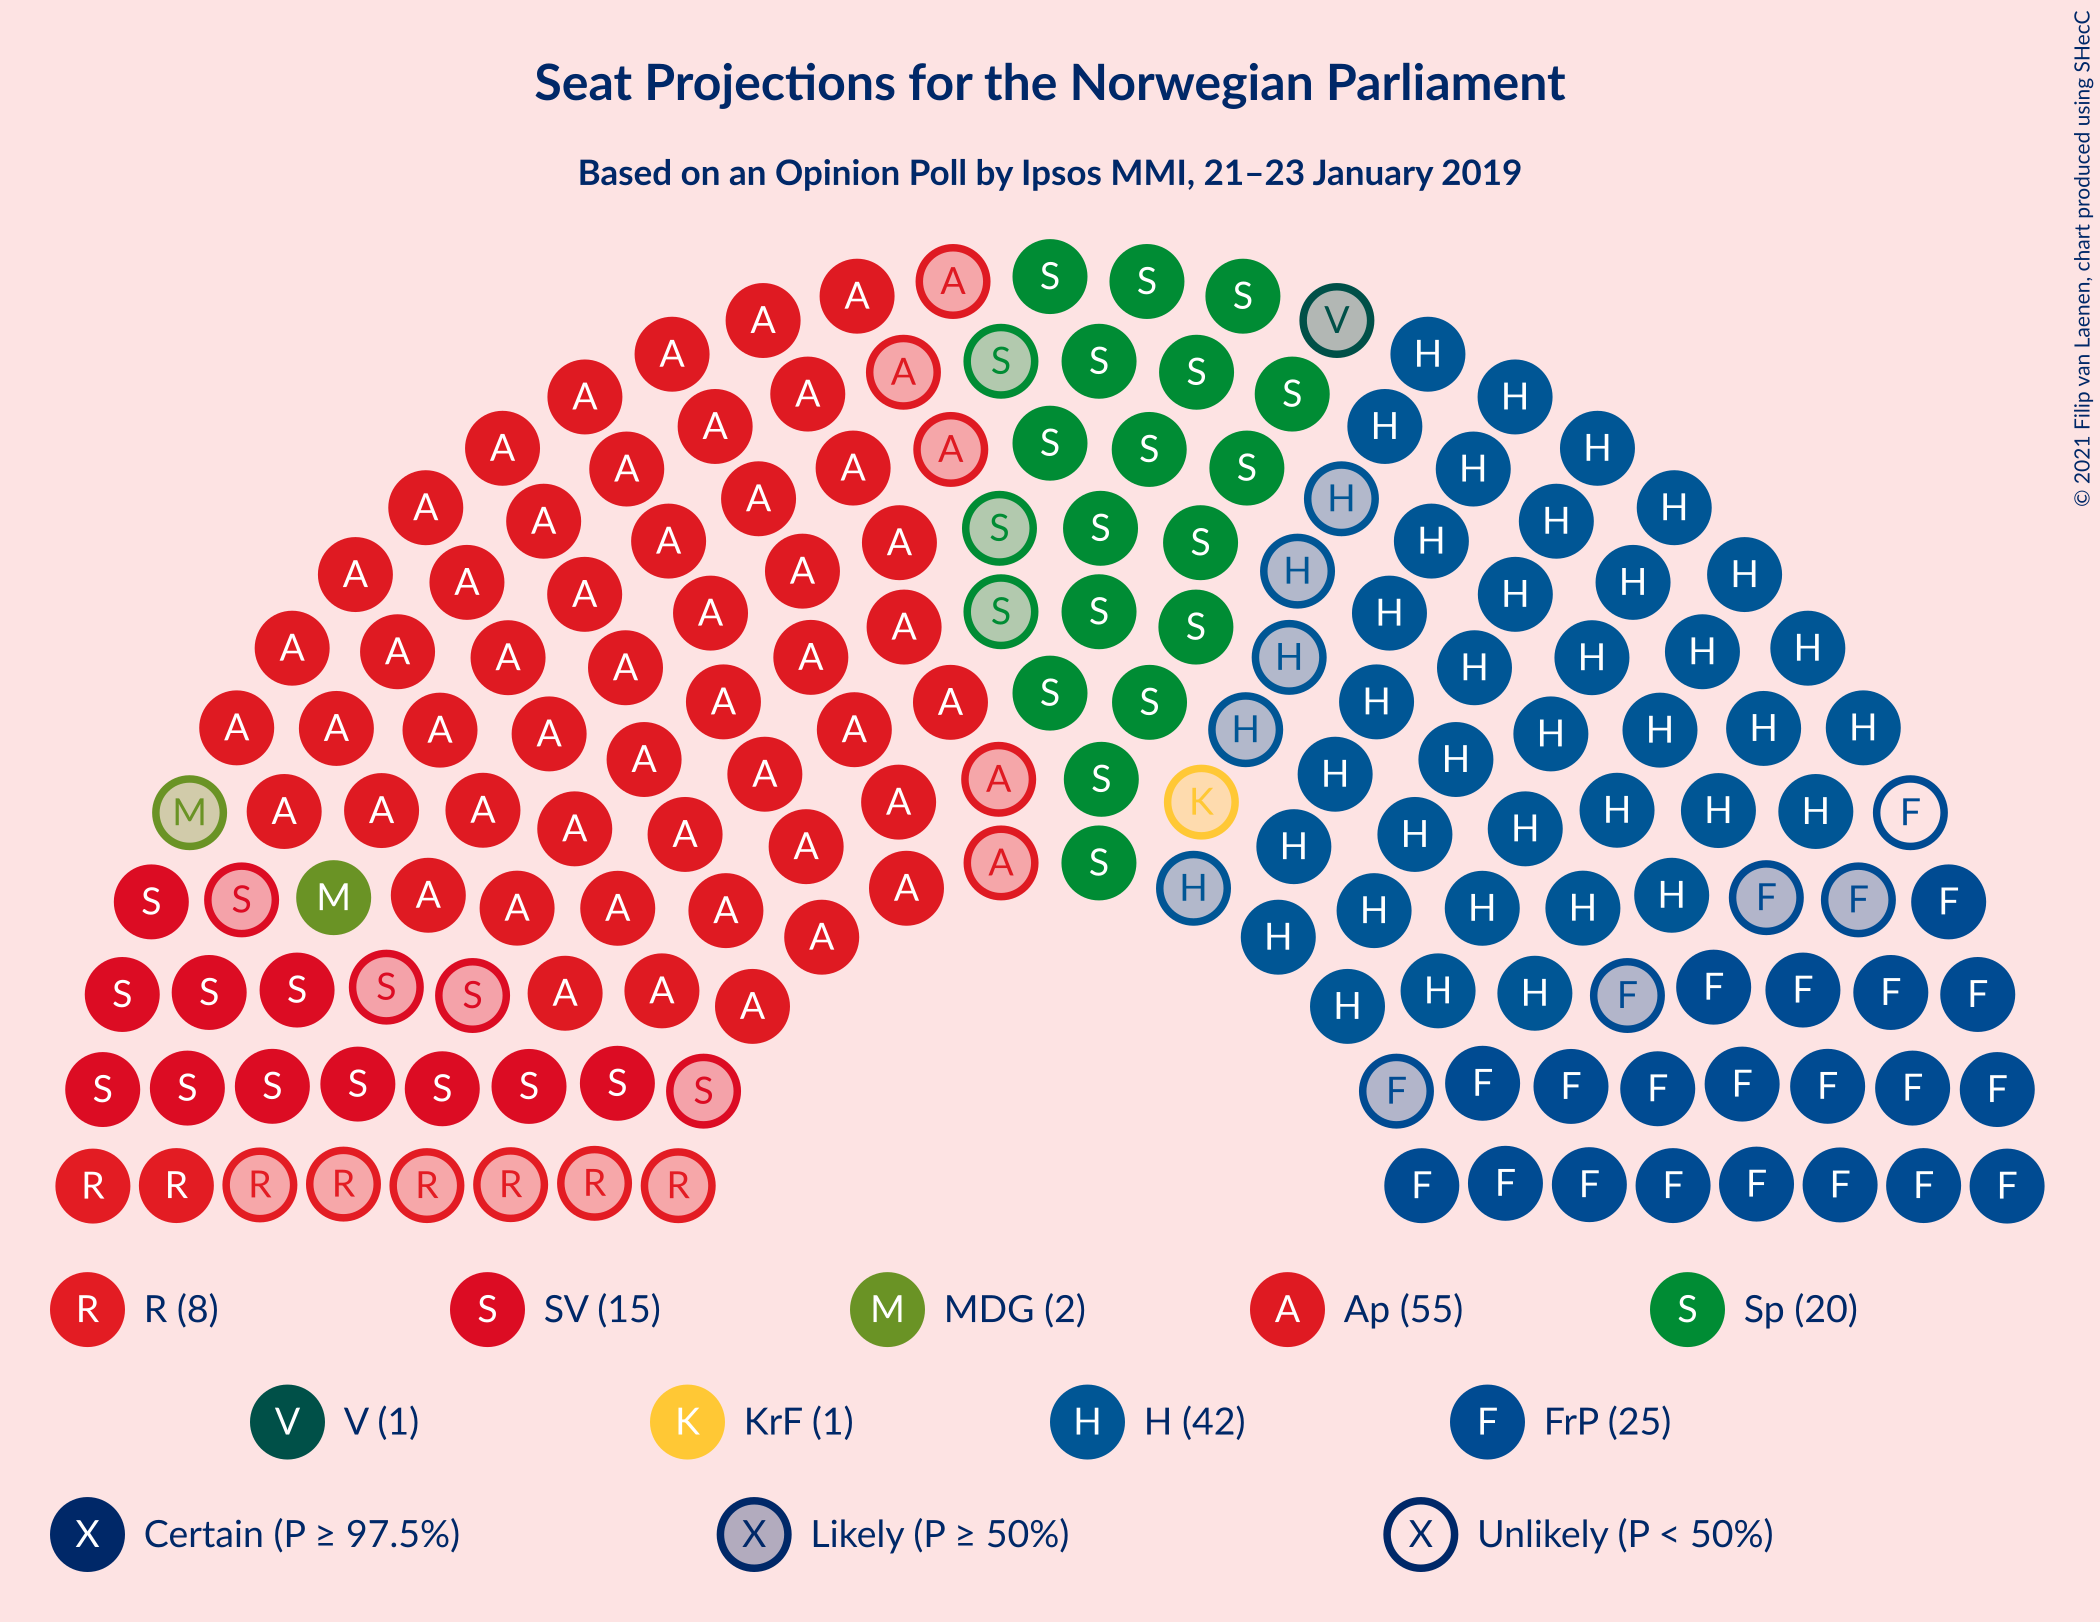 Seat Projections for the Norwegian Parliament
Based on an Opinion Poll by Ipsos MMI, 21–23 January 2019
© 2021 Filip van Laenen, chart produced using SHecC
A A S S S
A V
A A S S S H
A A S H
A A A S S H H
A A S H
A A A S S H H H
A A S H
A A A A H H H H
A A S S S H
A A A A A H H H H H
A A S S H
A A A A A H H H H H
A A A S H H
M A A A A A A K H H H H H F
A A S H
S S M A A A A A H H H H H F F F
A H
S S S S S A A A H H H F F F F F
S S S S S S S S F F F F F F F F
R R R R R R R R F F F F F F F F
R R (8) S SV (15) M MDG (2) A Ap (55) S Sp (20)
V V (1) K KrF (1) H H (42) F FrP (25)
X Certain (P ≥ 97.5%) X Likely (P ≥ 50%) X Unlikely (P < 50%)